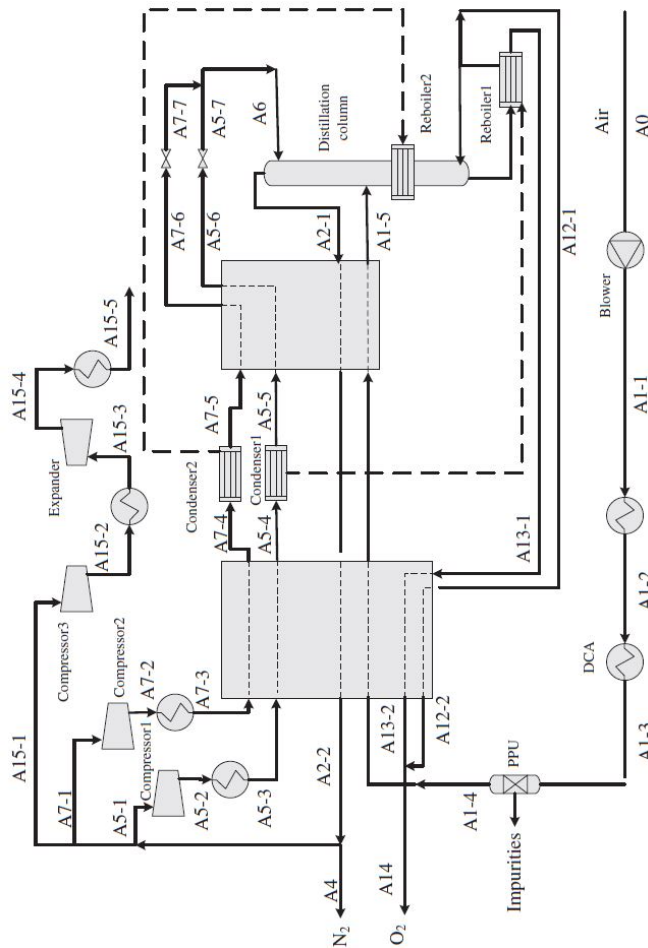 A15-4
A15-5
Expander
A15-3
A15-2
Compressor3
A15-1
Compressor2
A7-1
A7-2
A7-3
Compressor1
A5-1
A5-2
A5-3
A7-7
A5-7
A7-6
A5-6
A6
Distillation
column
Reboiler2
Reboiler1
A2-1
A1-5
A7-5
A5-5
Condenser2
Condenser1
A7-4
A5-4
A2-2
A13-2
A12-2
A13-1
A12-1
A4
N2
A14
O2
A1-4
Impurities
PPU
A1-3
DCA
A1-2
A1-1
Blower
Air
A0